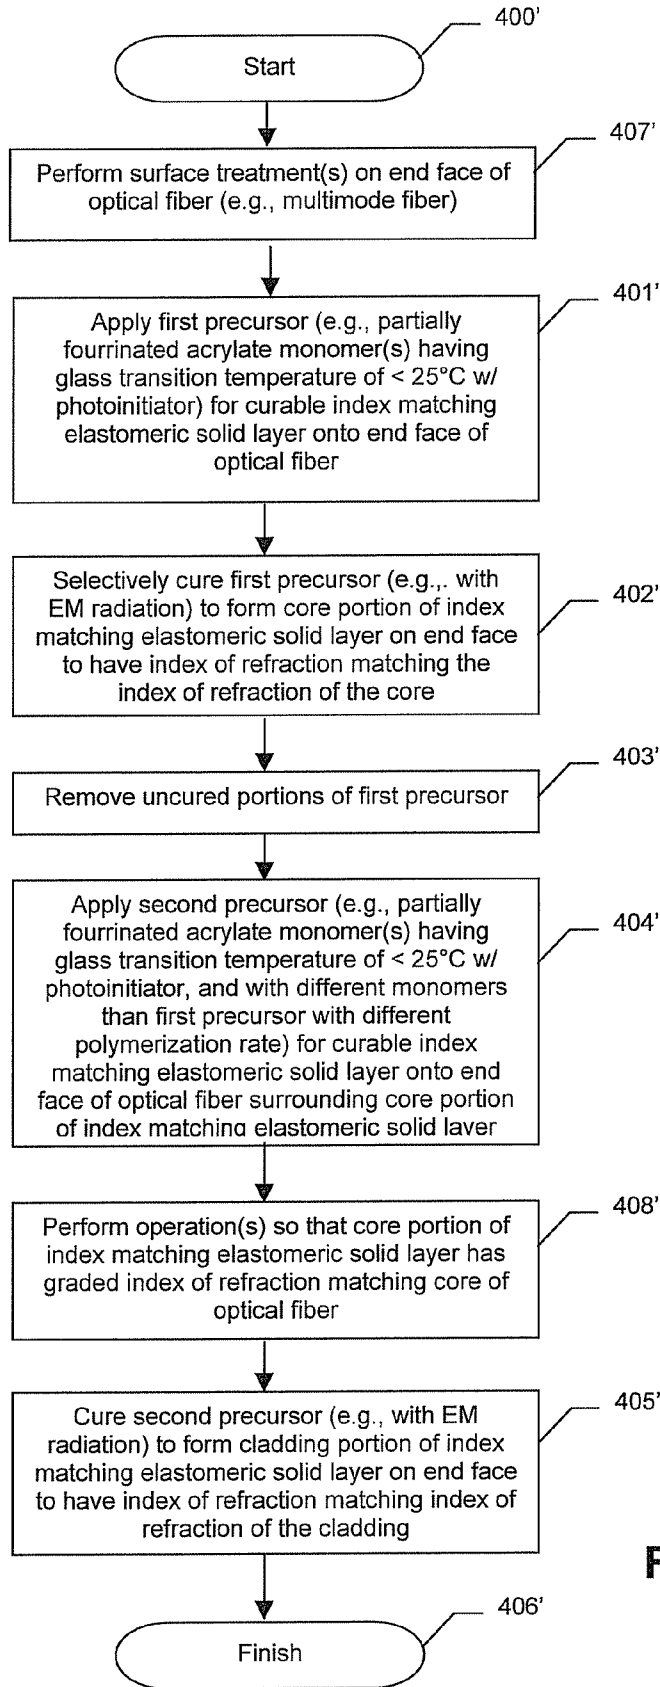 400'
Start
407'
Perform surface treatment(s) on end face of
optical fiber (e.g., multimode fiber)
401'
Apply first precursor (e.g., partially
fourrinated acrylate monomer(s) having
glass transition temperature of < 25°C w/
photoinitiator) for curable index matching
elastomeric solid layer onto end face of
optical fiber
402'
Selectively cure first precursor (e.g.,. with
EM radiation) to form core portion of index
matching elastomeric solid layer on end face
to have index of refraction matching the
index of refraction of the core
403'
Remove uncured portions of first precursor
404'
Apply second precursor (e.g., partially
fourrinated acrylate monomer(s) having
glass transition temperature of < 25°C w/
photoinitiator, and with different monomers
than first precursor with different
polymerization rate) for curable index
matching elastomeric solid layer onto end
face of optical fiber surrounding core portion
of index matching elastomeric solid layer
408'
Perform operation(s) so that core portion of
index matching elastomeric solid layer has
graded index of refraction matching core of
optical fiber
405'
Cure second precursor (e.g., with EM
radiation) to form cladding portion of index
matching elastomeric solid layer on end face
to have index of refraction matching index of
refraction of the cladding
406'
Finish